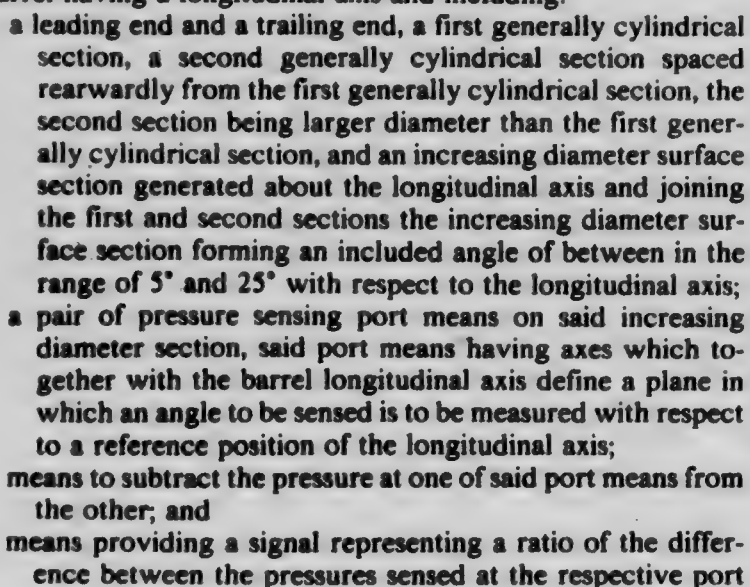 a leading end and a trailing end, a first generally cylindrical
section, a second generally cylindrical section spaced
rearwardly from the first generally cylindrical section, the
second section being larger diameter than the first gener-
ally cylindrical section, and an increasing diameter surface
section generated about the longitudinal axis and joining
the first and second sections the increasing diameter sur-
face section forming an included angle of between in the
range of 5° and 25° with respect to the longitudinal axis;
a pair of pressure sensing port means on said increasing
diameter section, said port means having axes which to-
gether with the barrel longitudinal axis define a plane in
which an angle to be sensed is to be measured with respect
to a reference position of the longitudinal axis;
means to subtract the pressure at one of said port means from
the other; and
means providing a signal representing a ratio of the differ-
ence between the pressures sensed at the respective port